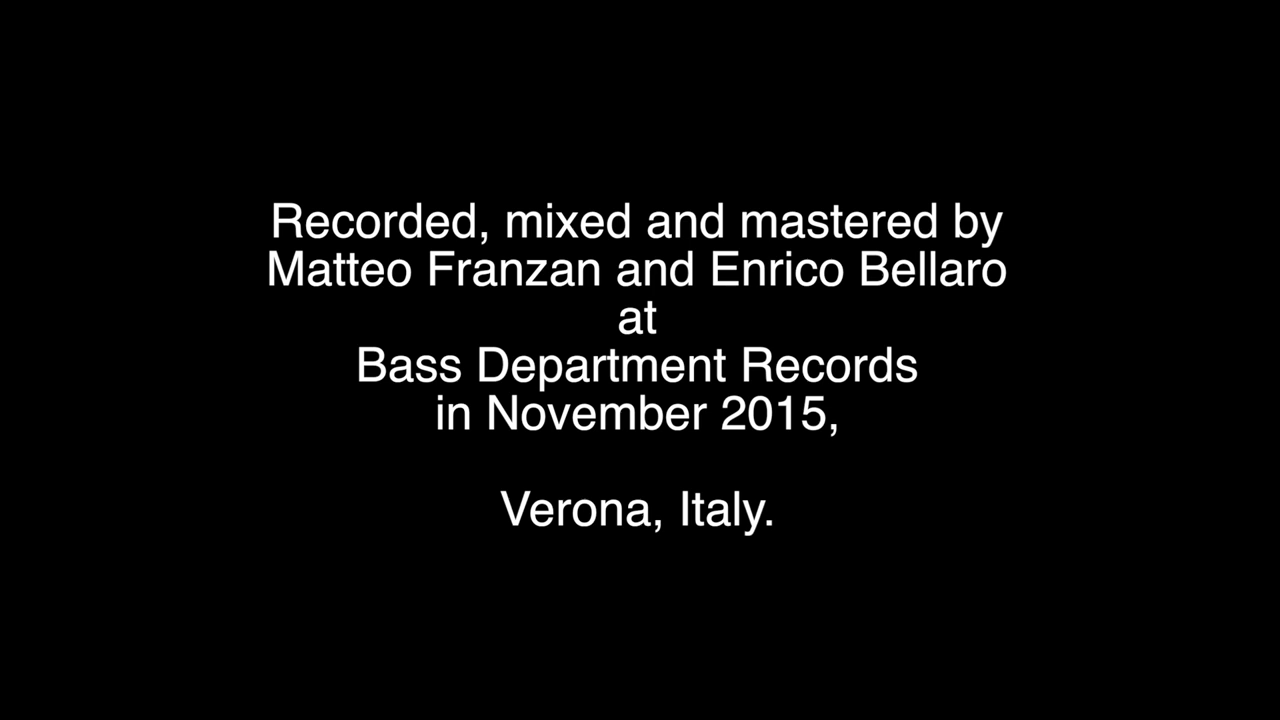 Recorded, mixed and mastered by
Matteo Franzan and Enrico Bellaro
at
Bass Department Records
in November 2015,
Verona, Italy.